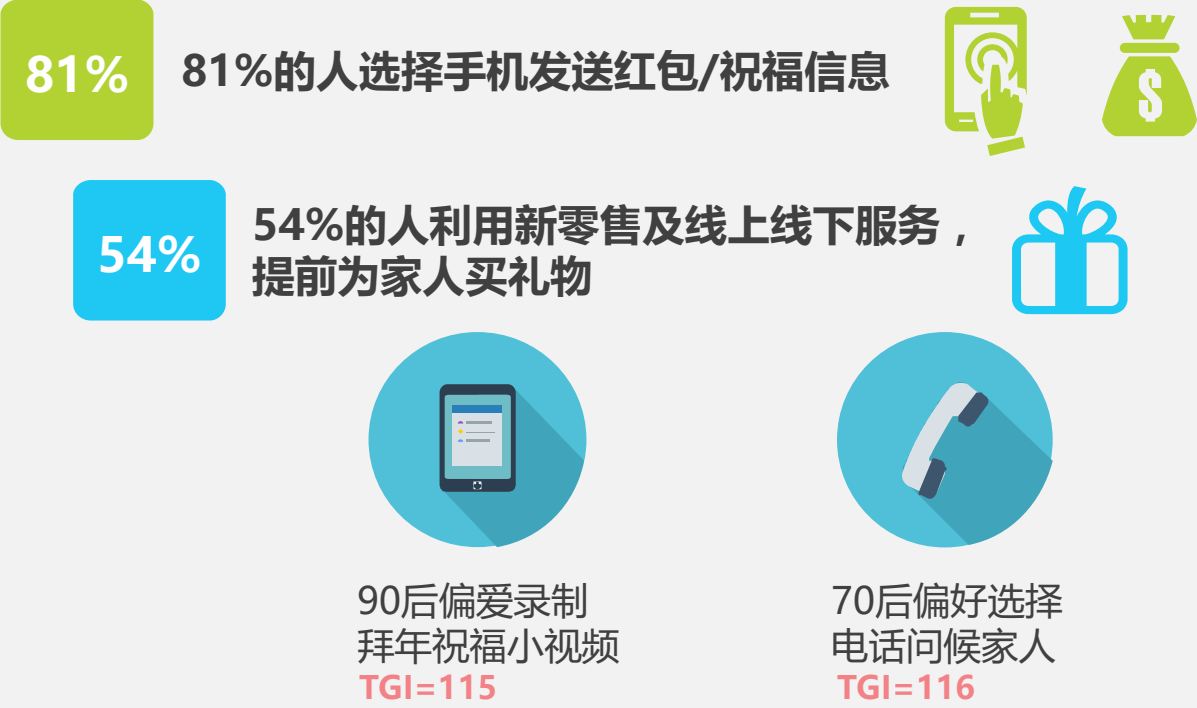 81%
81%的人选择手机发送红包/祝福信息
$
54%
54%的人利用新零售及线上线下服务，
提前为家人买礼物
90后偏爱录制
拜年祝福小视频
TGI=115
70后偏好选择
电话问候家人
TGI=116